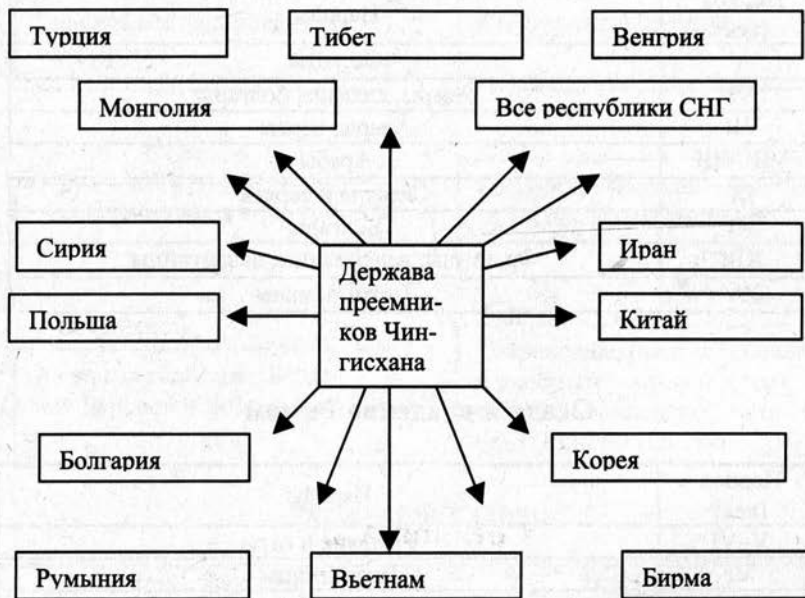 Турция
Тибет
Венгрия
Монголия
Все республики СНГ
Сирия
Иран
Держава
преемни-
ков Чин-
гисхана
Польша
Китай
Болгария
Корея
Румыния
Вьетнам
Бирма